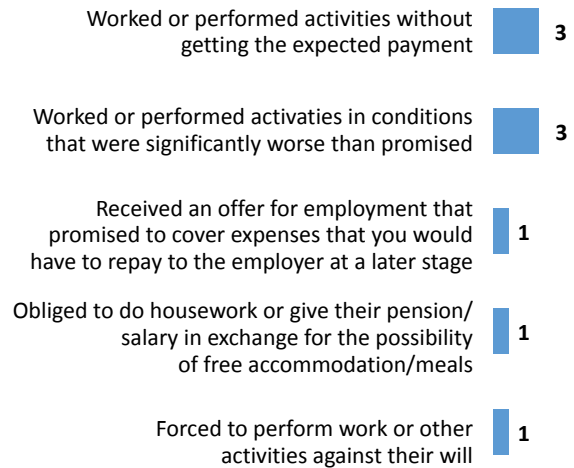 Worked or performed activities without
getting the expected payment
3
Worked or performed activaties in conditions
that were significantly worse than promised
3
Received an offer for employment that
promised to cover expenses that you would
have to repay to the employer at a later stage
1
Obliged to do housework or give their pension/
salary in exchange for the possibility
of free accommodation/meals
1
Forced to perform work or other
activities against their will
1